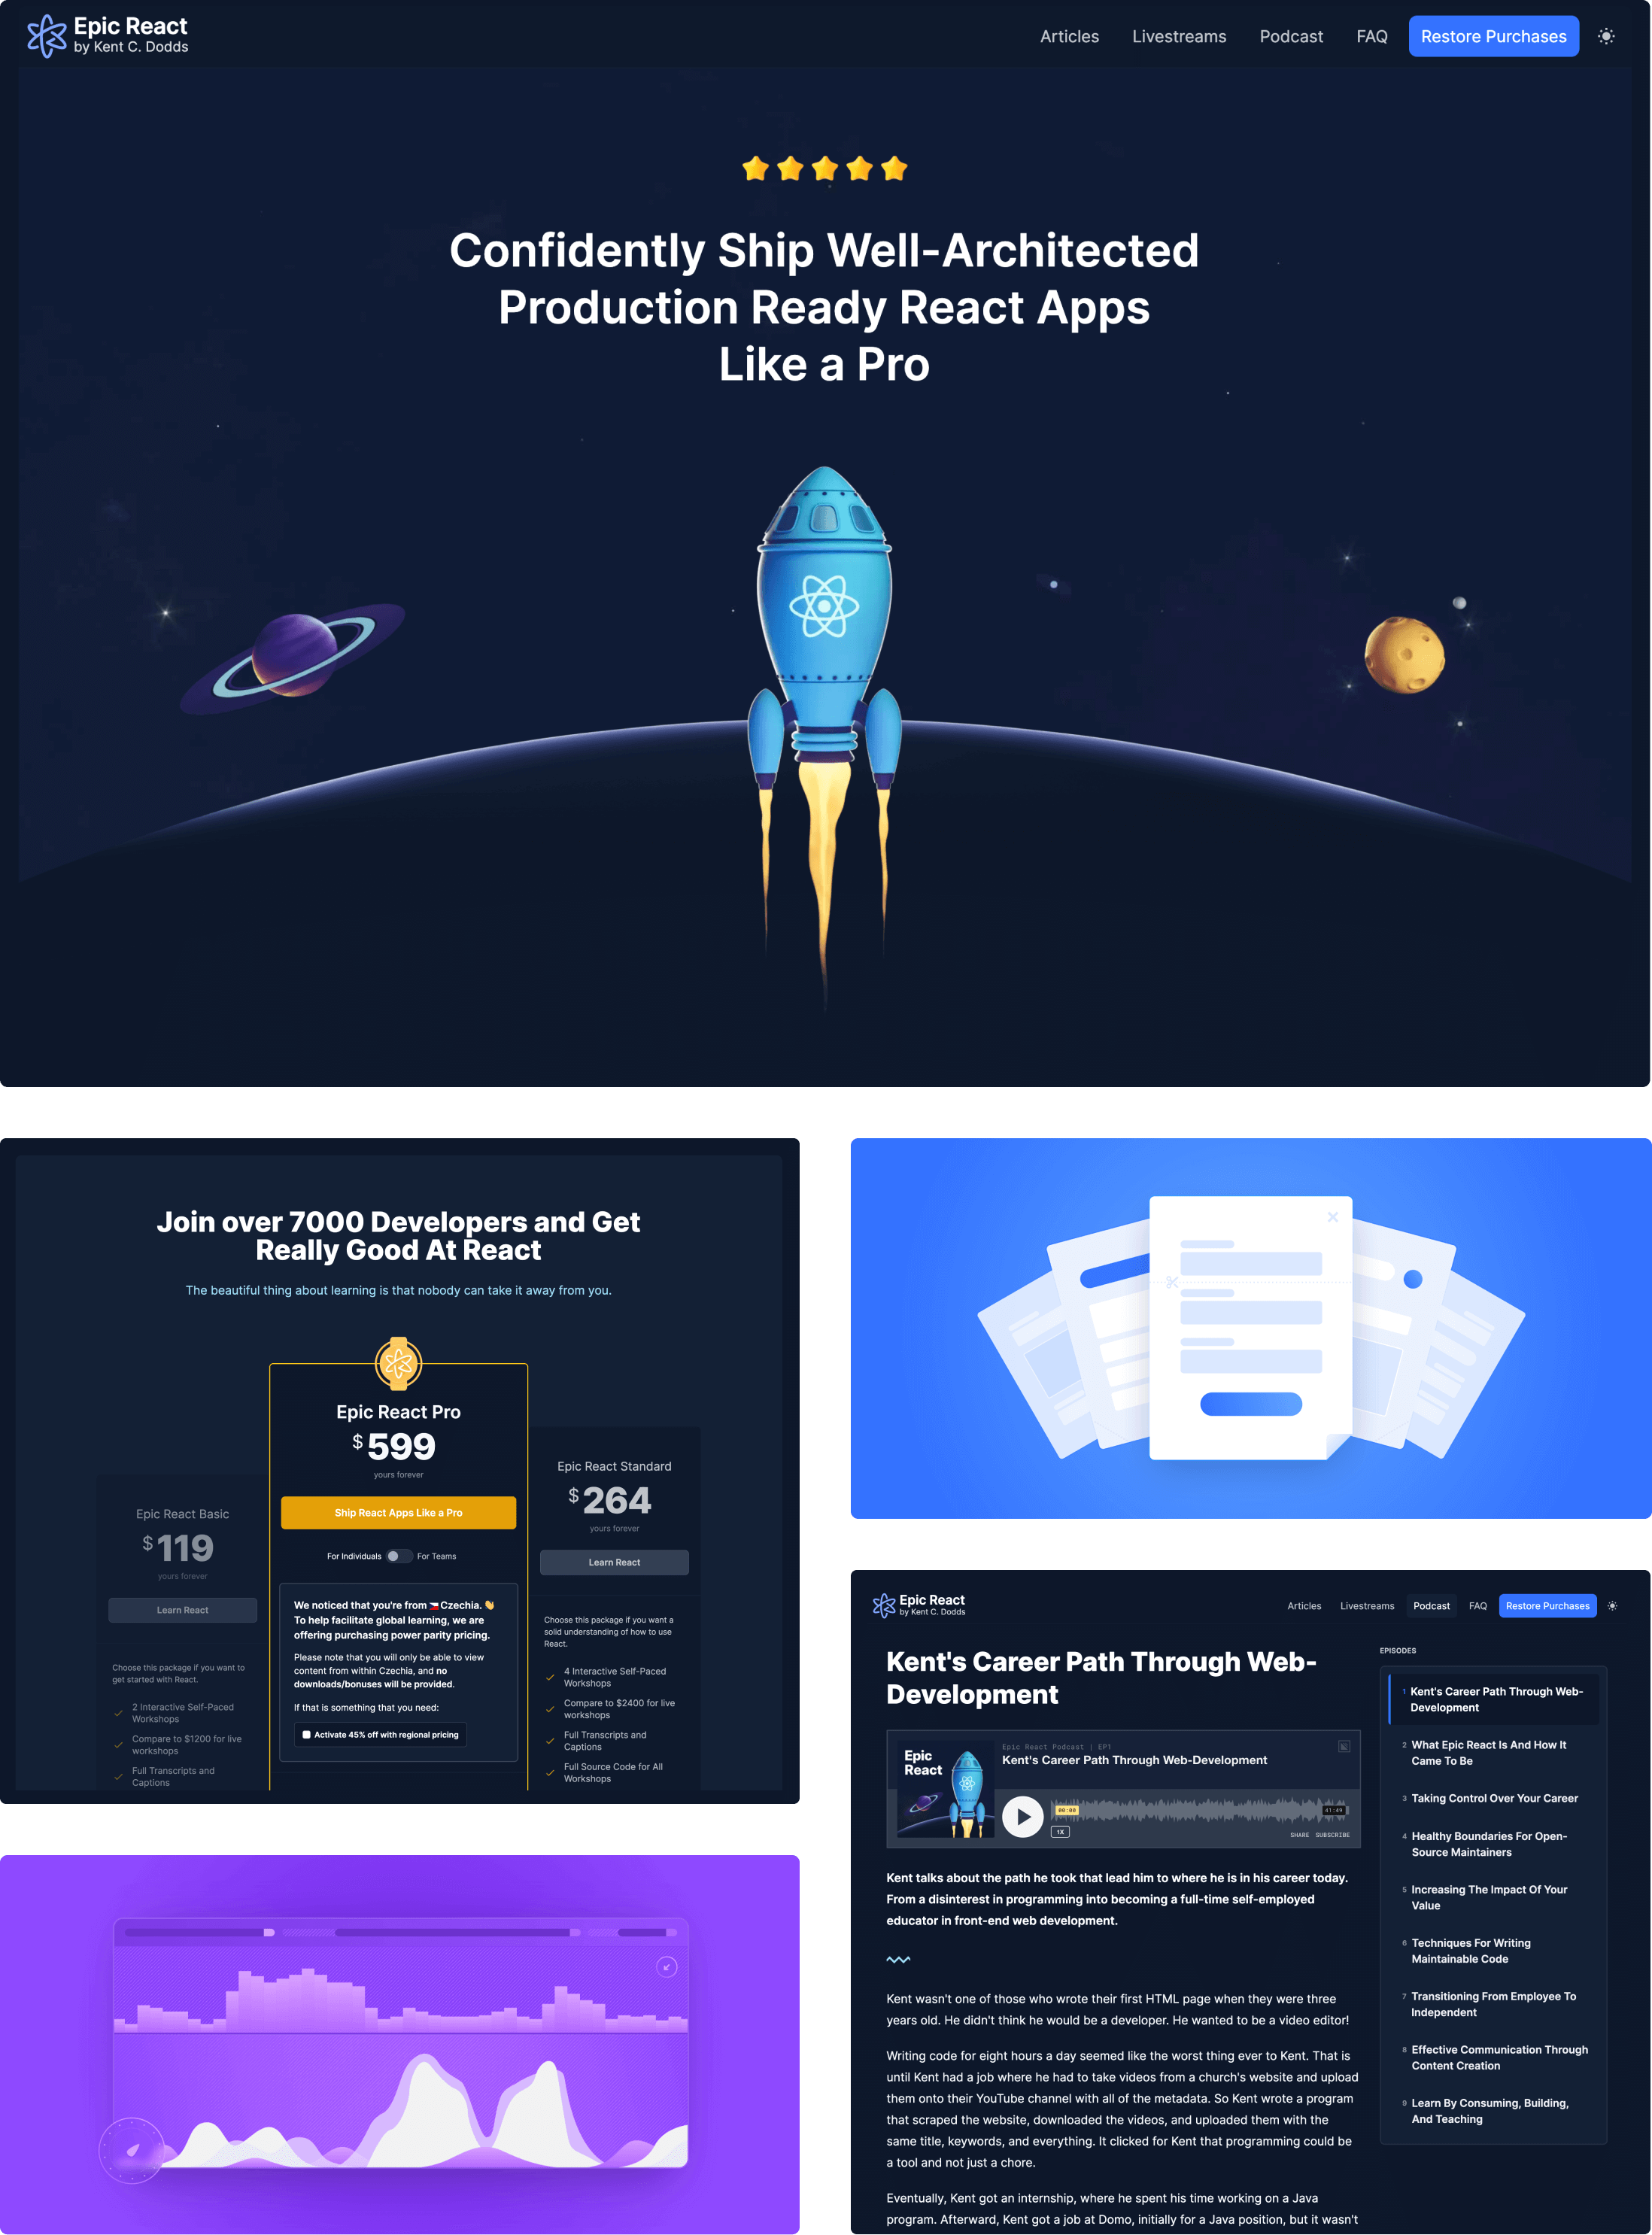 Epic React
by Kent C. Dodds
Articles
Livestreams
Podcast
FAQ
Restore Purchases
Confidently Ship Well-Architected
Production Ready React Apps
Like a Pro
Join over 7000 Developers and Get
Really Good At React
The beautiful thing about learning is that nobody can take it away from you.
Epic React Basic
$119
yours forever
Learn React
Choose this package if you want to
get started with React.
2 Interactive Self-Paced
Workshops
Compare to $1200 for live
workshops
Full Transcripts and
Captions
Epic React Pro
$599
yours forever
Ship React Apps Like a Pro
For Individuals
For Teams
We noticed that you're from 🇨🇿 Czechia. 👋
To help facilitate global learning, we are
offering purchasing power parity pricing.
Please note that you will only be able to view
content from within Czechia, and no
downloads/bonuses will be provided.
If that is something that you need:
Activate 45% off with regional pricing
Epic React Standard
$264
yours forever
Learn React
Choose this package if you want a
solid understanding of how to use
React.
4 Interactive Self-Paced
Workshops
Compare to $2400 for live
workshops
Full Transcripts and
Captions
Full Source Code for All
Workshops
Epic React
by Kent C. Dodds
Articles
Livestreams
Podcast
FAQ
Restore Purchases
Kent's Career Path Through Web-
Development
Epic
React
Epic React Podcast | EP1
Kent's Career Path Through Web-Development
00:00
41:49
1X
SHARE
SUBSCRIBE
Kent talks about the path he took that lead him to where he is in his career today.
From a disinterest in programming into becoming a full-time self-employed
educator in front-end web development.
Kent wasn't one of those who wrote their first HTML page when they were three
years old. He didn't think he would be a developer. He wanted to be a video editor!
Writing code for eight hours a day seemed like the worst thing ever to Kent. That is
until Kent had a job where he had to take videos from a church's website and upload
them onto their YouTube channel with all of the metadata. So Kent wrote a program
that scraped the website, downloaded the videos, and uploaded them with the
same title, keywords, and everything. It clicked for Kent that programming could be
a tool and not just a chore.
Eventually, Kent got an internship, where he spent his time working on a Java
program. Afterward, Kent got a job at Domo, initially for a Java position, but it wasn't
EPISODES
1 Kent's Career Path Through Web-
Development
2 What Epic React Is And How It
Came To Be
3 Taking Control Over Your Career
4 Healthy Boundaries For Open-
Source Maintainers
5 Increasing The Impact Of Your
Value
6 Techniques For Writing
Maintainable Code
7 Transitioning From Employee To
Independent
8 Effective Communication Through
Content Creation
9 Learn By Consuming, Building,
And Teaching